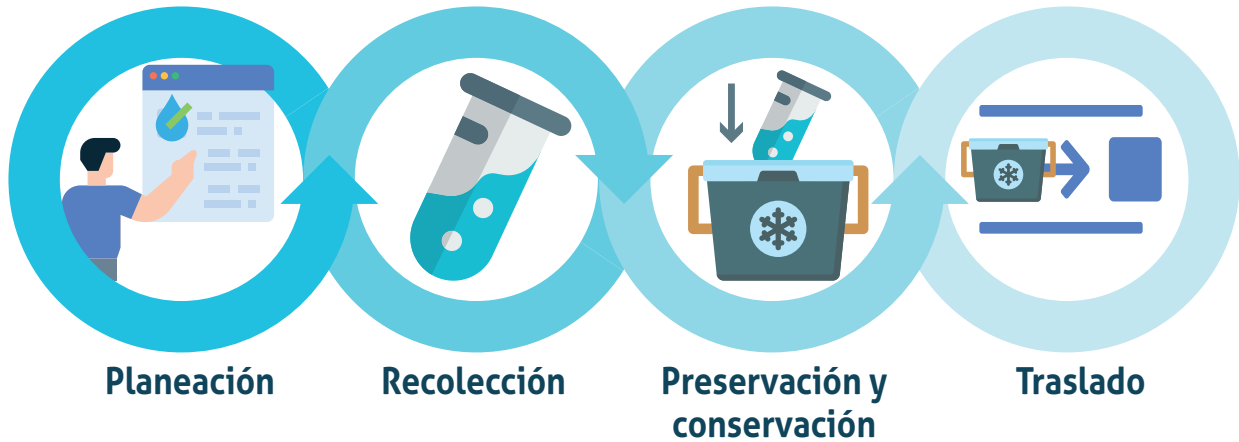 Planeación
Recolección
Preservación y
conservación
Traslado